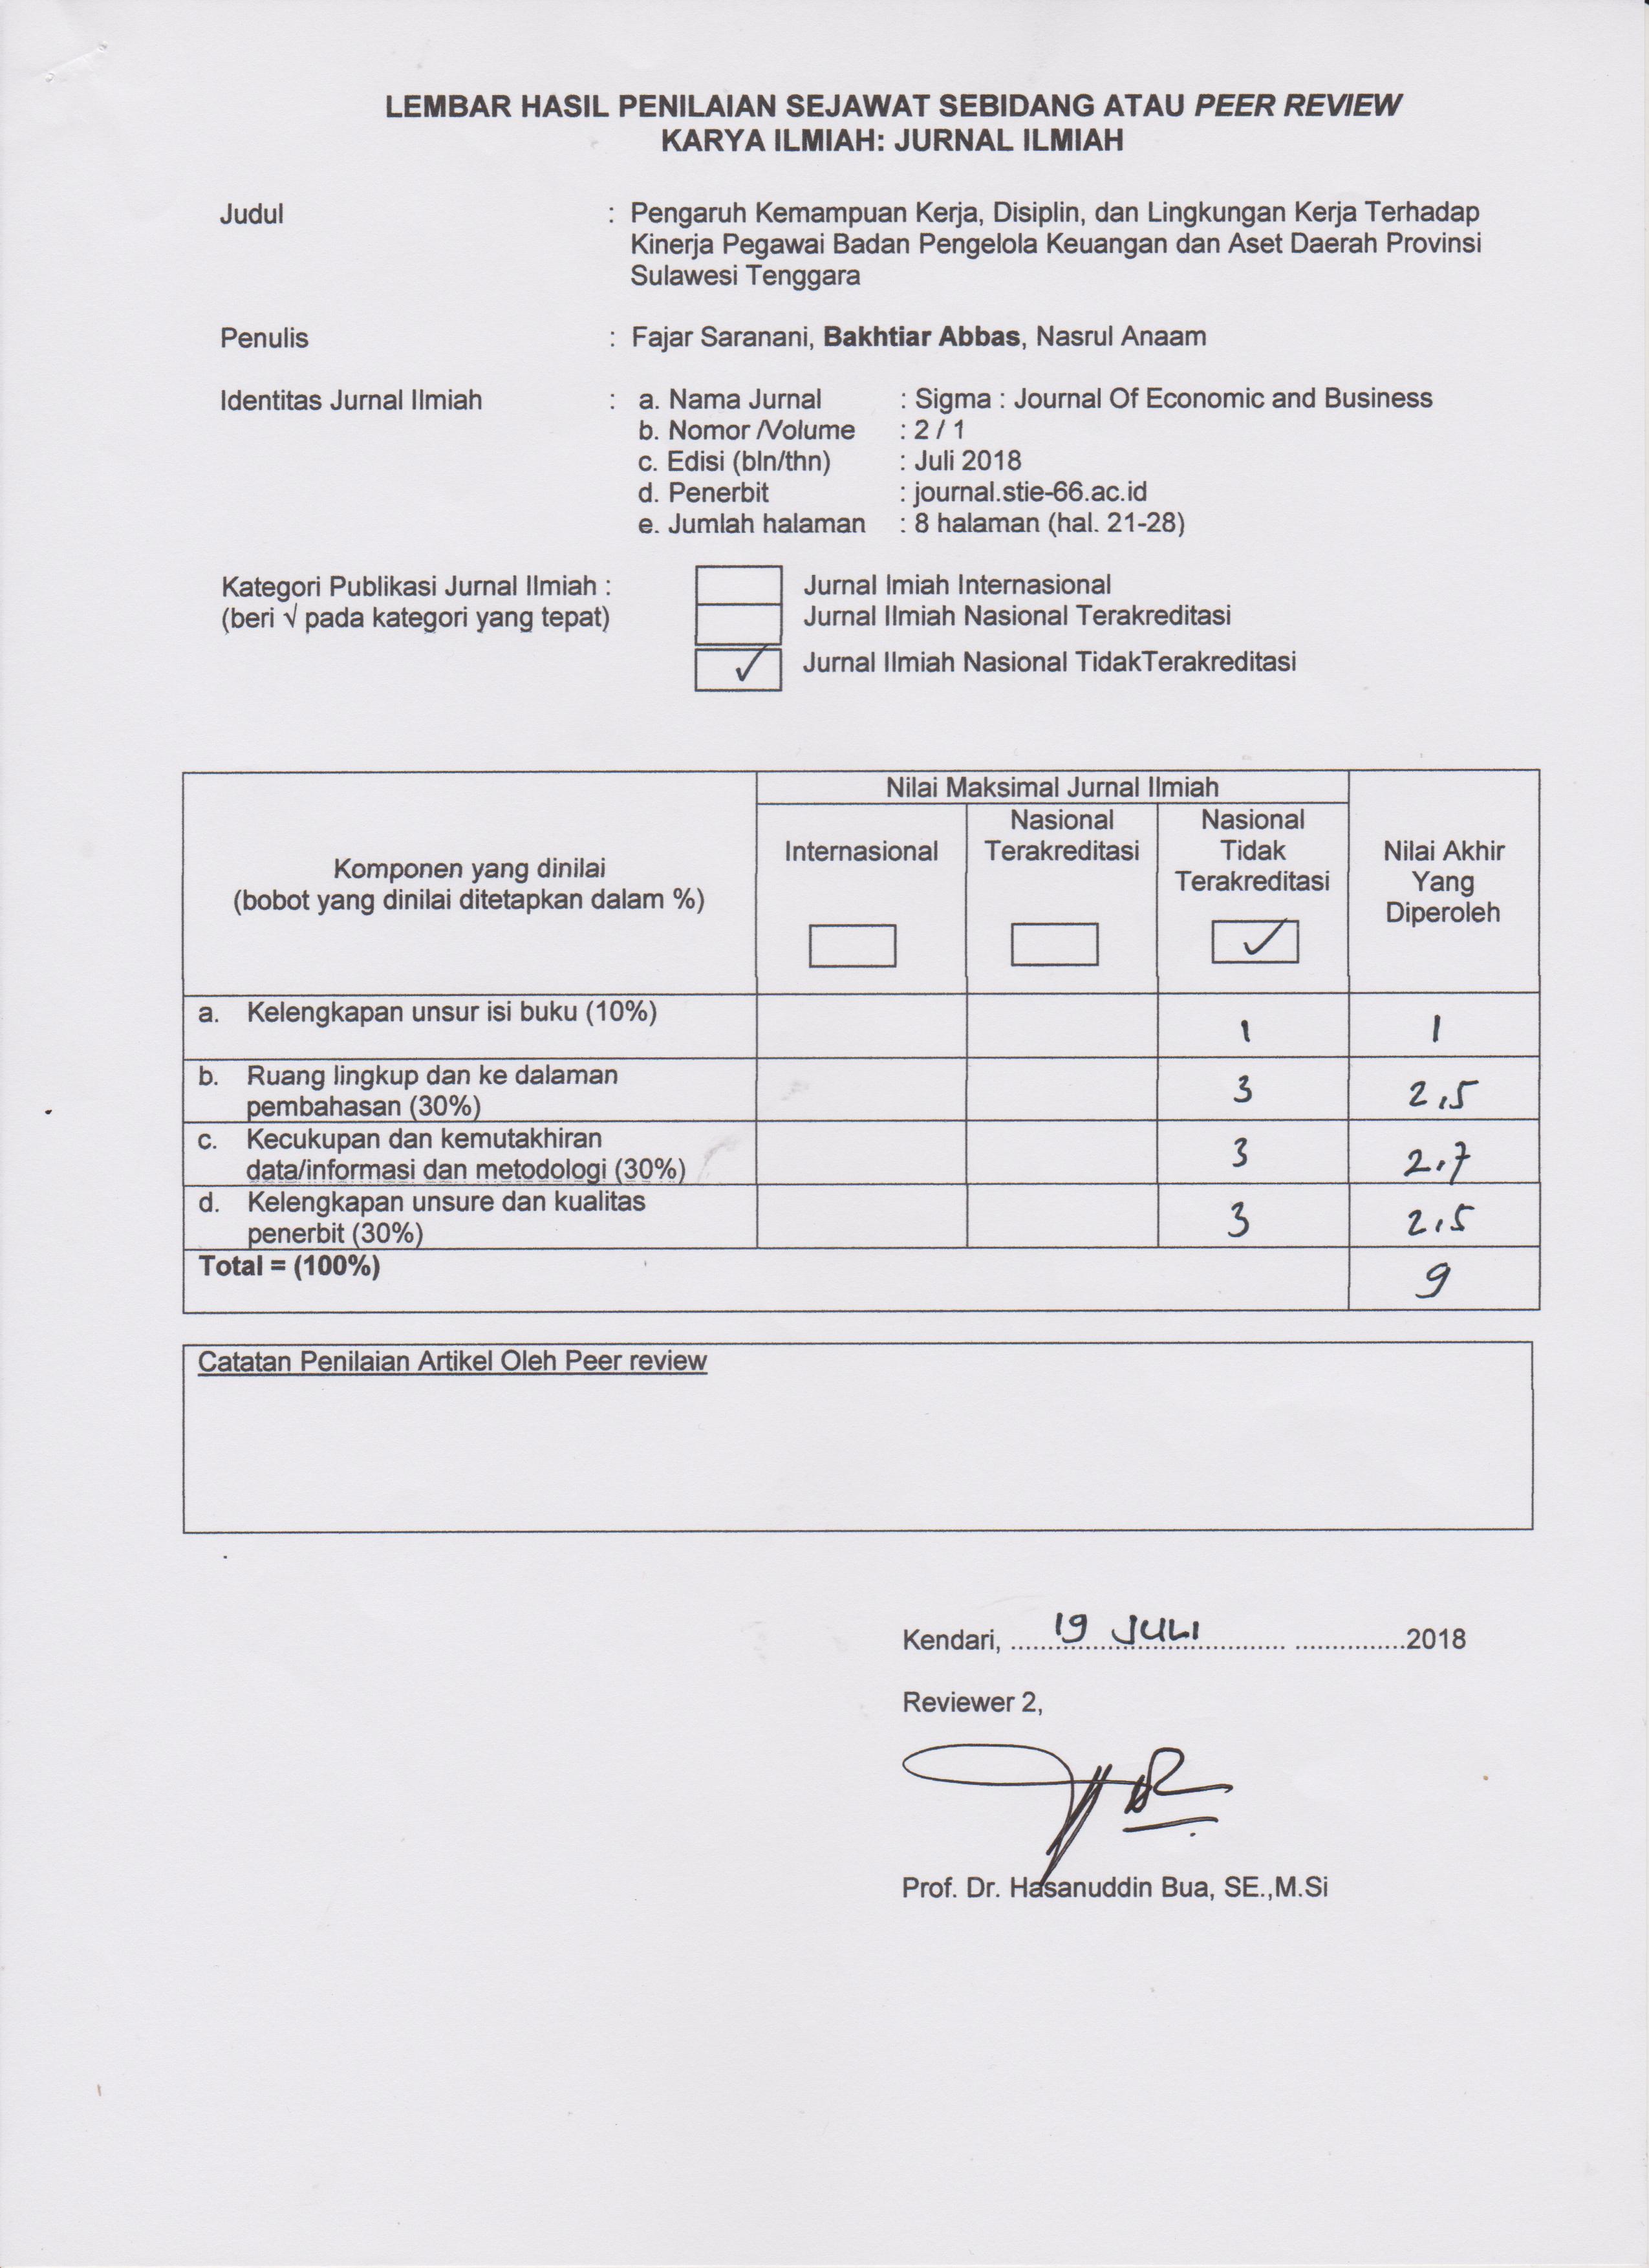 LEMBAR HASIL PENILAIAN SEJAWAT SEBIDANG ATAU PEER REVIEW
KARYA ILMIAH: JURNAL ILMIAH
Judul : Pengaruh Kemampuan Kerja, Disiplin, dan Lingkungan Kerja Terhadap
Kinerja Pegawai Badan Pengelola Keuangan dan Aset Daerah Provinsi
Sulawesi Tenggara
Penulis : Fajar Saranani, Bakhtiar Abbas, Nasrul Anaam
Identitas Jurnal Ilmiah : a. Nama Jurnal : Sigma : Journal Of Economic and Business
b. Nomor /Volume : 2 / 1
c. Edisi (bln/thn) : Juli 2018
d. Penerbit : journal.stie-66.ac.id
e. Jumlah halaman : 8 halaman (hal. 21-28)
Kategori Publikasi Jurnal Ilmiah : Jurnal Imiah Internasional
(beri √ pada kategori yang tepat) Jurnal Ilmiah Nasional Terakreditasi
✓ Jurnal Ilmiah Nasional TidakTerakreditasi
Komponen yang dinilai
(bobot yang dinilai ditetapkan dalam %)
Nilai Maksimal Jurnal Ilmiah
Internasional
Nasional
Terakreditasi
Nasional
Tidak
Terakreditasi
✓
Nilai Akhir
Yang
Diperoleh
a. Kelengkapan unsur isi buku (10%) 1 1
b. Ruang lingkup dan ke dalaman
pembahasan (30%) 3 2,5
c. Kecukupan dan kemutakhiran
data/informasi dan metodologi (30%) 3 2,7
d. Kelengkapan unsure dan kualitas
penerbit (30%) 3 2,5
Total = (100%) 9
Catatan Penilaian Artikel Oleh Peer review
Kendari, 19 JULI 2018
Reviewer 2,
Prof. Dr. Hasanuddin Bua, SE.,M.Si